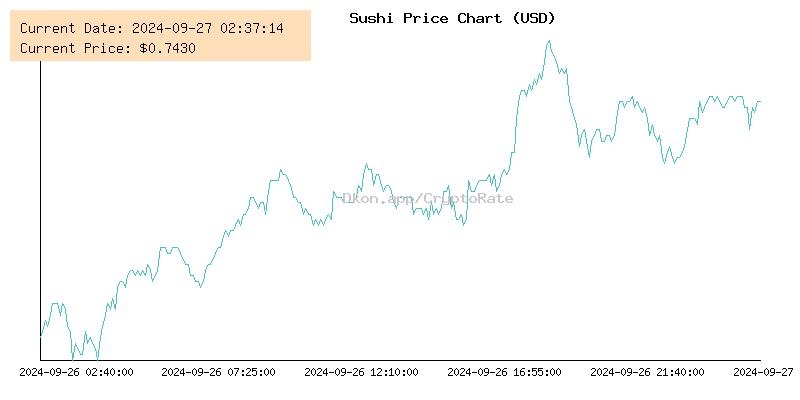 Sushi Price Chart (USD)
Current Date: 2024-09-27 02:37:14
Current Price: $0.7430
Dkon.app/CryptoRate
2024-09-26 02:40:00 2024-09-26 07:25:00 2024-09-26 12:10:00 2024-09-26 16:55:00 2024-09-26 21:40:00 2024-09-27